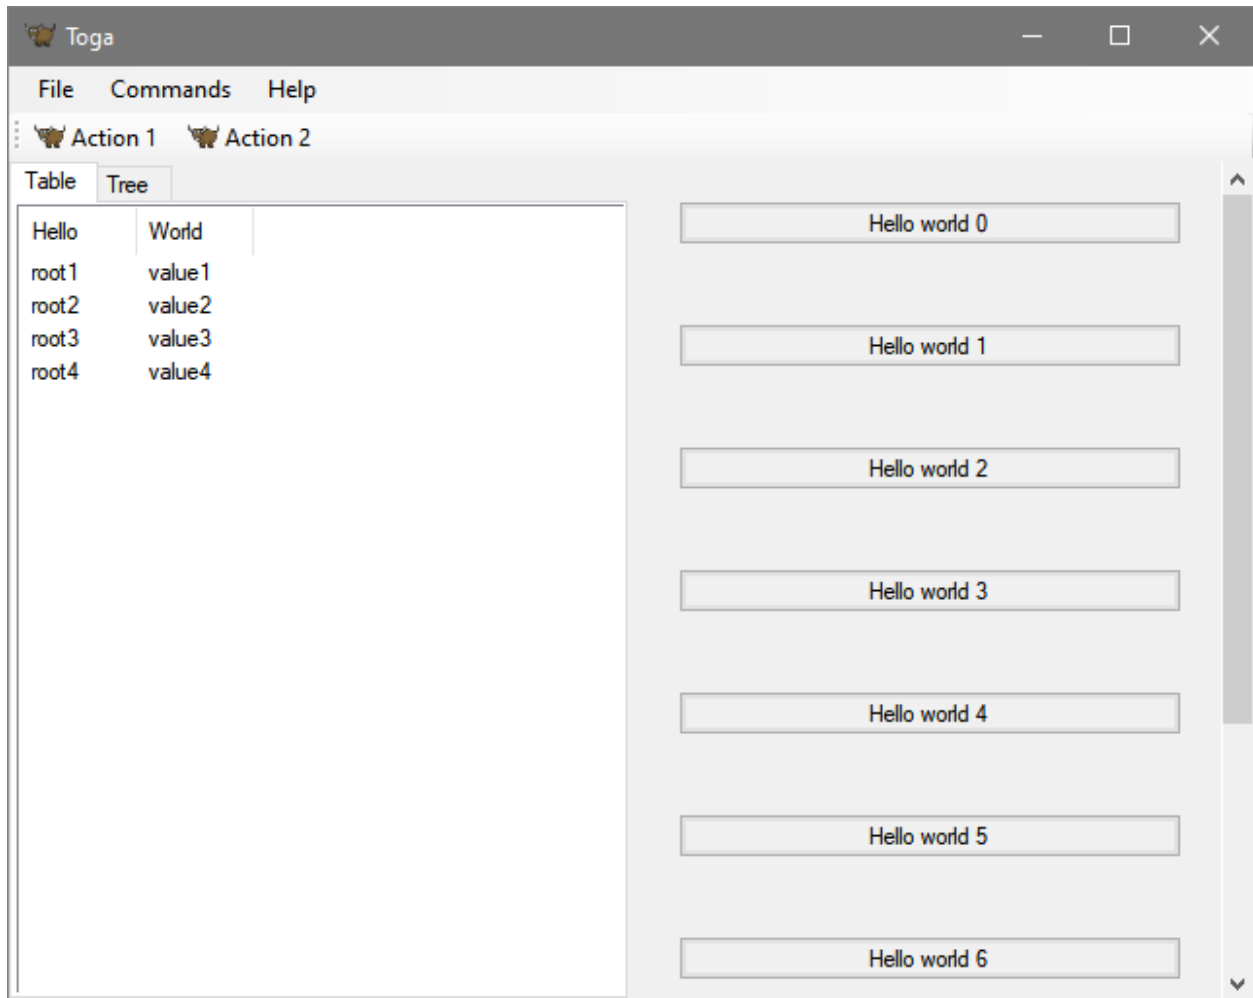 Toga
File Commands Help
Action 1 Action 2
Table Tree
Hello World
root1 value1
root2 value2
root3 value3
root4 value4
Hello world 0
Hello world 1
Hello world 2
Hello world 3
Hello world 4
Hello world 5
Hello world 6